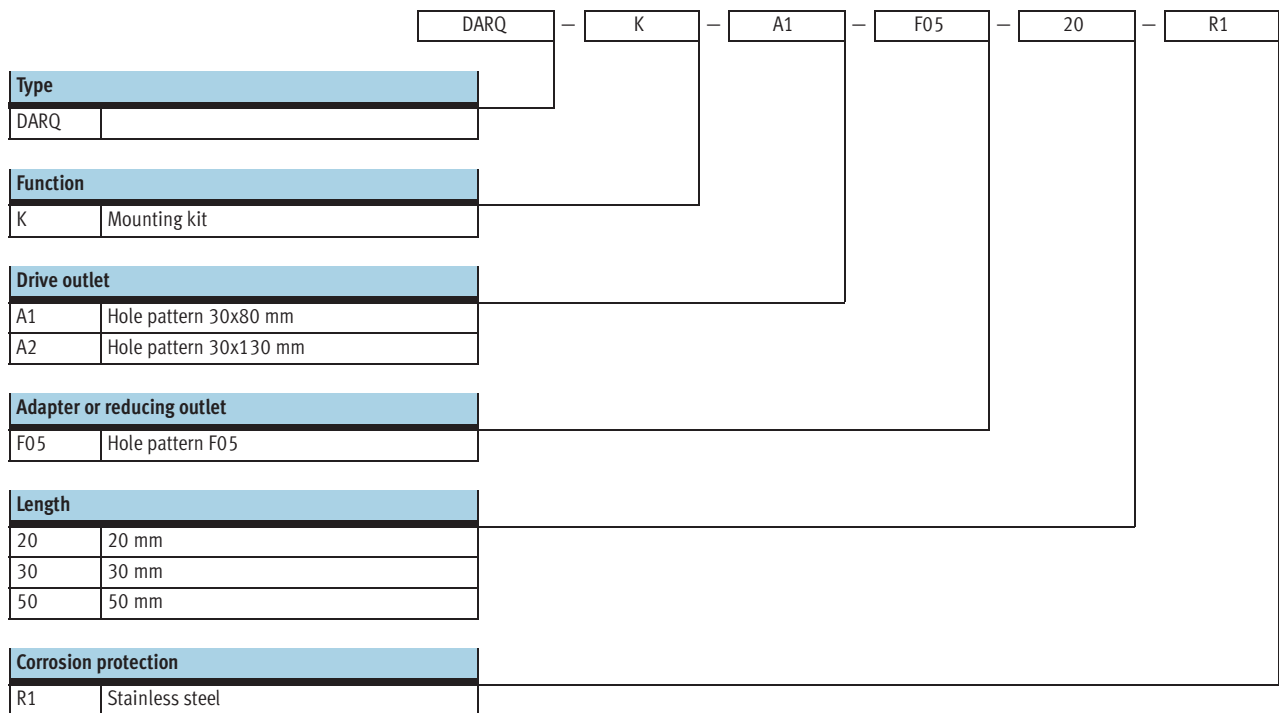 DARQ — K — A1 — F05 — 20 — R1
Type
DARQ
Function
K Mounting kit
Drive outlet
A1 Hole pattern 30x80 mm
A2 Hole pattern 30x130 mm
Adapter or reducing outlet
F05 Hole pattern F05
Length
20 20 mm
30 30 mm
50 50 mm
Corrosion protection
R1 Stainless steel